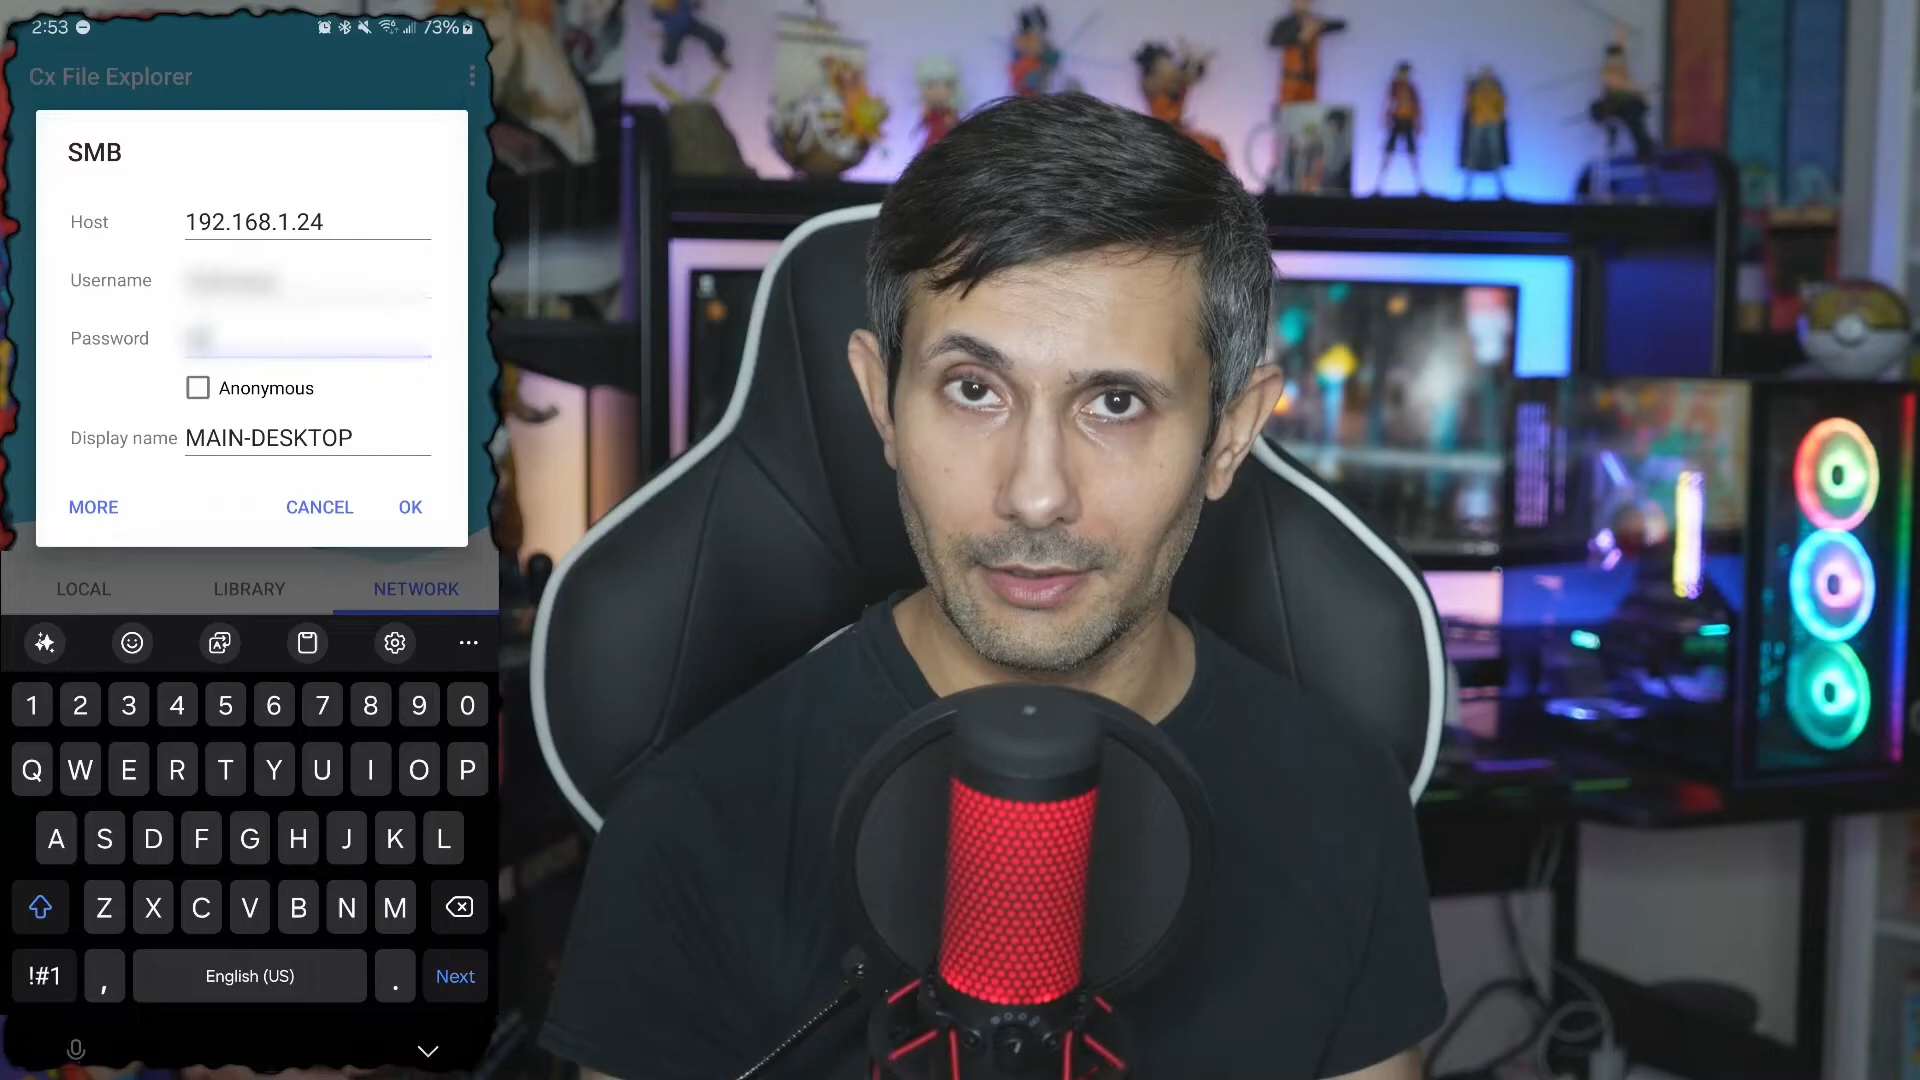 2:53
73%
Cx File Explorer
SMB
Host 192.168.1.24
Username
Password
Anonymous
Display name MAIN-DESKTOP
MORE CANCEL OK
LOCAL LIBRARY NETWORK
1 2 3 4 5 6 7 8 9 0
Q W E R T Y U I O P
A S D F G H J K L
Z X C V B N M
!#1 , English (US) . Next